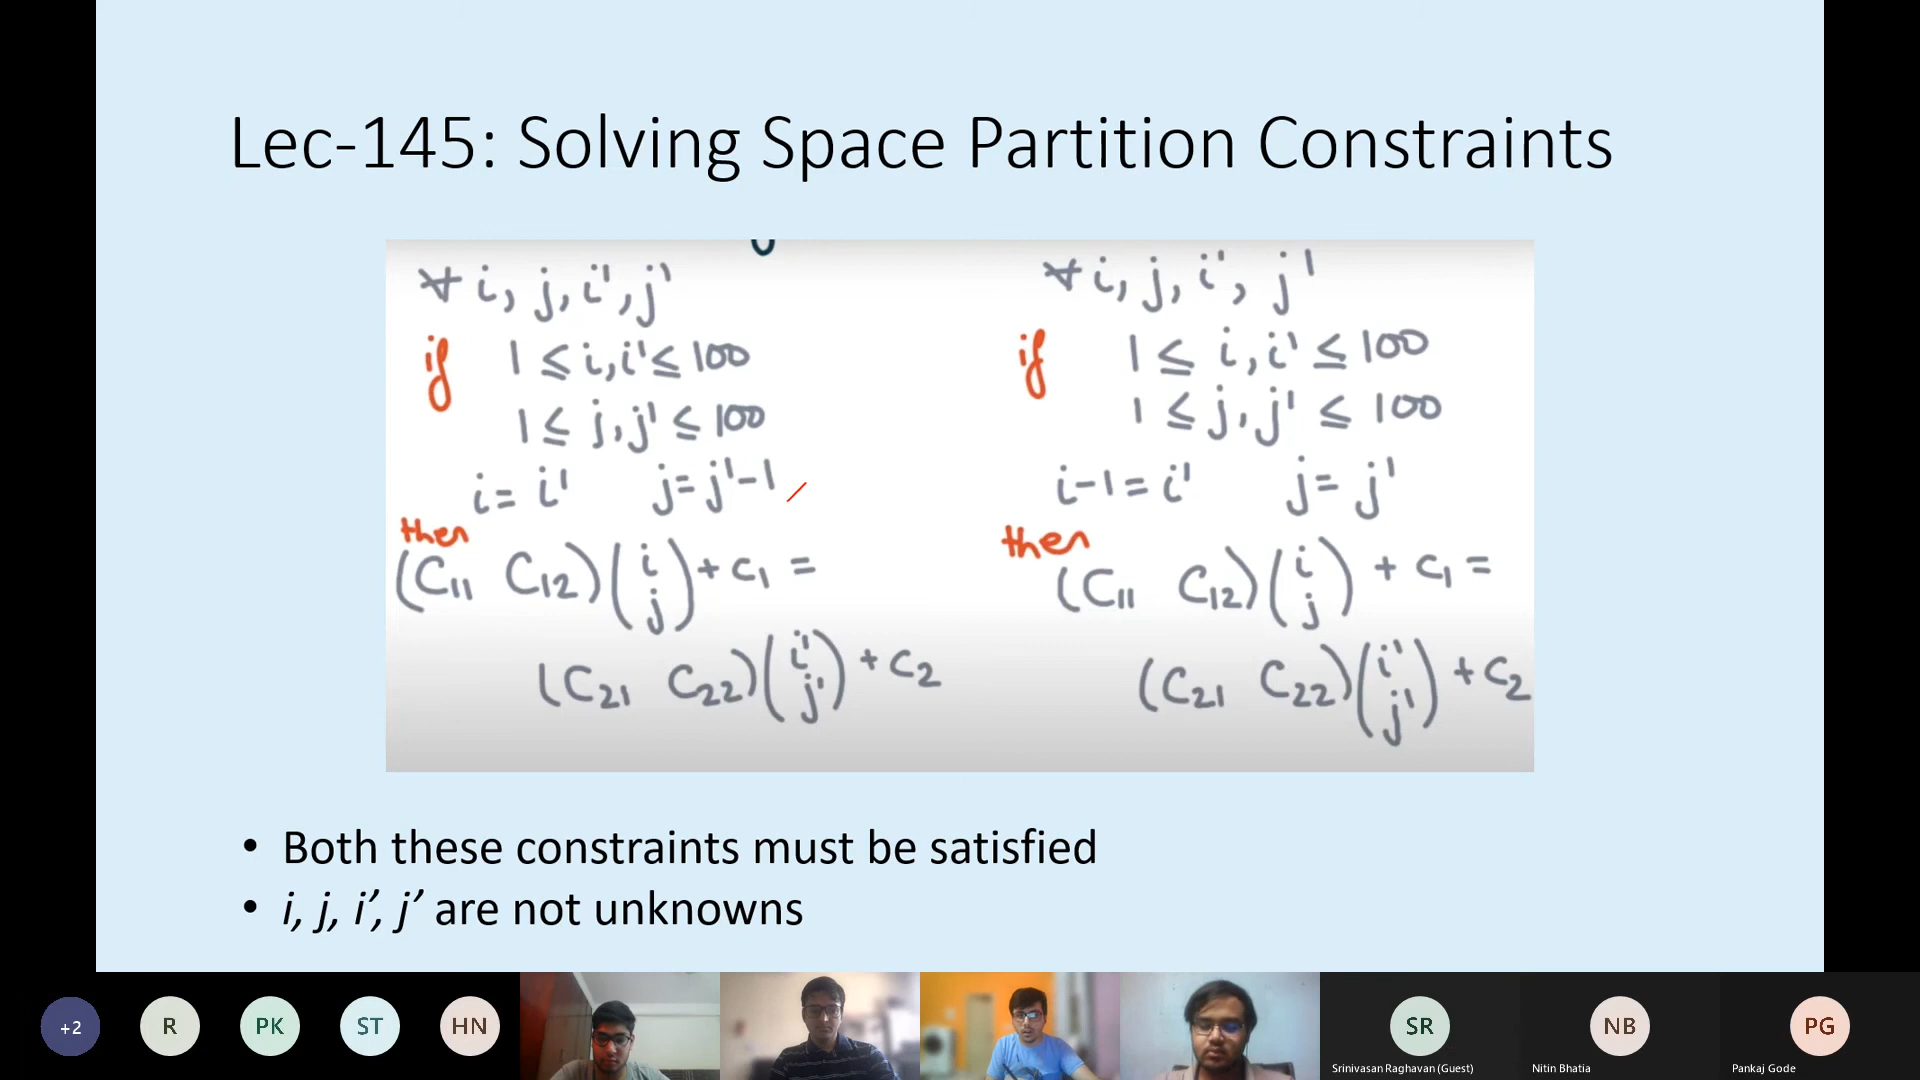 Lec-145: Solving Space Partition Constraints
∀ i, j, i', j'
if 1 ≤ i, i' ≤ 100
1 ≤ j, j' ≤ 100
i = i' j = j' - 1
then
(C11 C12) (i j) + c1 =
(C21 C22) (i' j') + c2
∀ i, j, i', j'
if 1 ≤ i, i' ≤ 100
1 ≤ j, j' ≤ 100
i - 1 = i' j = j'
then
(C11 C12) (i j) + c1 =
(C21 C22) (i' j') + c2
• Both these constraints must be satisfied
• i, j, i’, j’ are not unknowns
+2 R PK ST HN SR NB PG
Srinivasan Raghavan (Guest) Nitin Bhatia Pankaj Gode